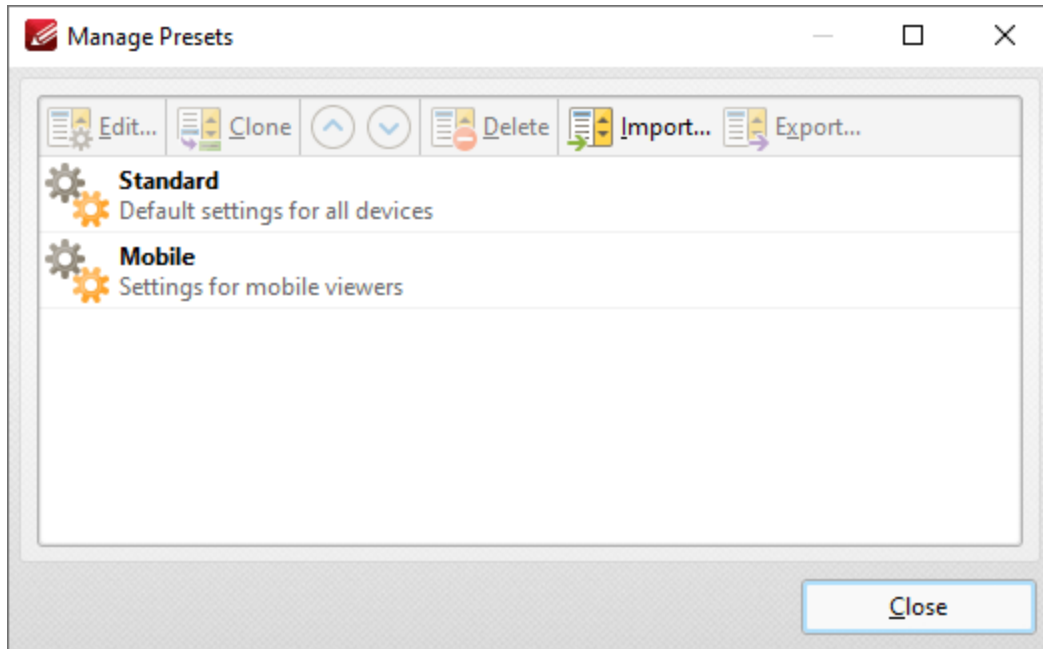 Manage Presets
Edit... Clone Delete Import... Export...
Standard
Default settings for all devices
Mobile
Settings for mobile viewers
Close